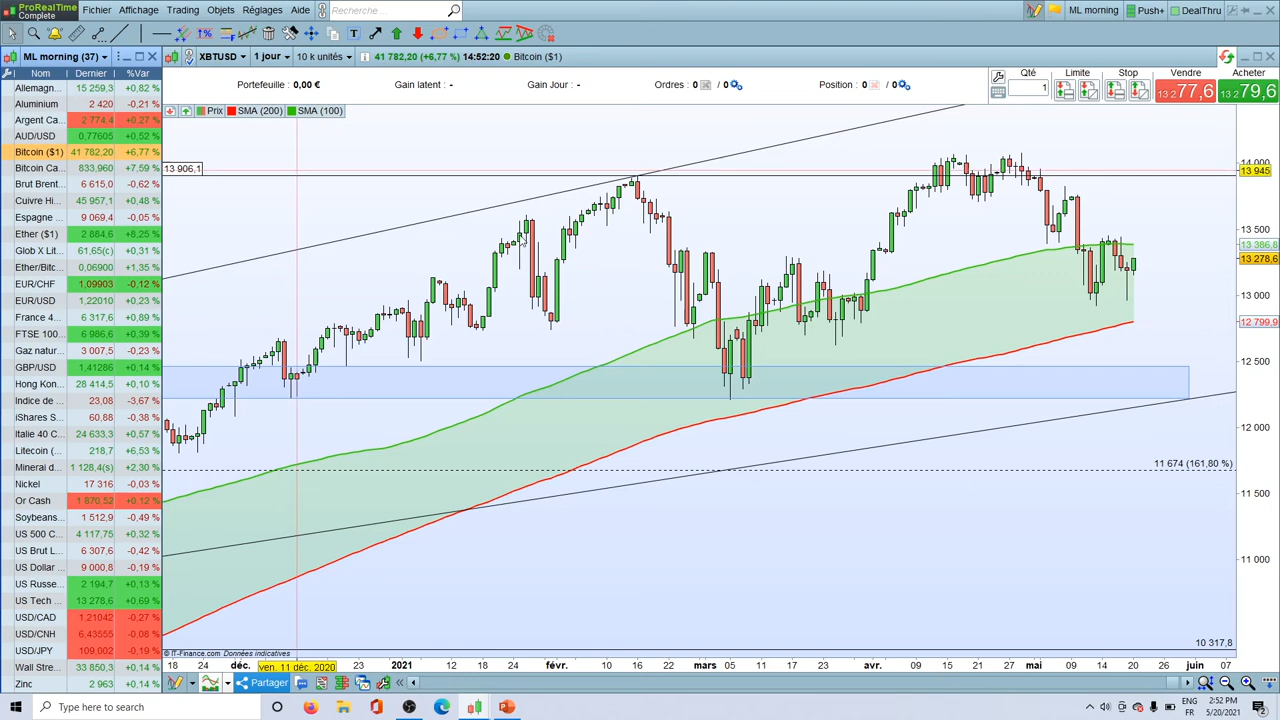 ProRealTime
Complete
Fichier Affichage Trading Objets Réglages Aide Recherche ... ML morning Push+ DealThru
ML morning (37) XBTUSD 1 jour 10 k unités 41 782,20 (+6,77 %) 14:52:20 Bitcoin ($1)
Nom Dernier %Var
Portefeuille : 0,00 € Gain latent : - Gain Jour : - Ordres : 0 / 0 Position : 0 / 0
Qté Limite Stop Vendre Acheter
1 13 277,6 13 279,6
Prix SMA (200) SMA (100)
Allemagn... 15 259,3 +0,82 %
Aluminium 2 420 -0,21 %
Argent Ca... 2 774,4 +0,27 %
AUD/USD 0,77605 +0,52 %
Bitcoin ($1) 41 782,20 +6,77 %
Bitcoin Ca... 833,960 +7,59 %
Brut Brent... 6 615,0 -0,62 %
Cuivre Hi... 45 957,1 +0,48 %
Espagne ... 9 069,4 -0,05 %
Ether ($1) 2 884,6 +8,25 %
Glob X Lit... 61,65(c) +0,31 %
Ether/Bitc... 0,06900 +1,35 %
EUR/CHF 1,09903 -0,12 %
EUR/USD 1,22010 +0,23 %
France 4... 6 317,6 +0,89 %
FTSE 100... 6 986,6 +0,39 %
Gaz natur... 3 007,5 -0,23 %
GBP/USD 1,41286 +0,14 %
Hong Kon... 28 414,5 +0,10 %
Indice de ... 23,08 -3,67 %
iShares S... 60,88 -0,38 %
Italie 40 C... 24 633,3 +0,57 %
Litecoin (... 218,7 +6,53 %
Minerai d... 1 128,4(s) +2,30 %
Nickel 17 316 -0,03 %
Or Cash 1 870,52 +0,12 %
Soybeans... 1 512,9 -0,49 %
US 500 C... 4 117,75 +0,32 %
US Brut L... 6 307,6 -0,42 %
US Dollar ... 9 000,8 -0,19 %
US Russe... 2 194,7 +0,13 %
US Tech ... 13 278,6 +0,69 %
USD/CAD 1,21042 -0,27 %
USD/CNH 6,43555 -0,08 %
USD/JPY 109,002 -0,19 %
Wall Stre... 33 850,3 +0,14 %
Zinc 2 963 +0,14 %
13 906,1
14 000
13 945
13 500
13 386,8
13 278,6
13 000
12 799,9
12 500
12 000
11 674 (161,80 %)
11 500
11 000
10 317,8
© IT-Finance.com Données indicatives
18 24 déc. ven. 11 déc. 2020 18 24 2021 12 18 24 févr. 10 16 22 mars 03 12 17 23 avr. 09 15 20 26 mai 09 14 20 26 juin 07
Partager
Type here to search
ENG
FR
2:52 PM
5/20/2021
2